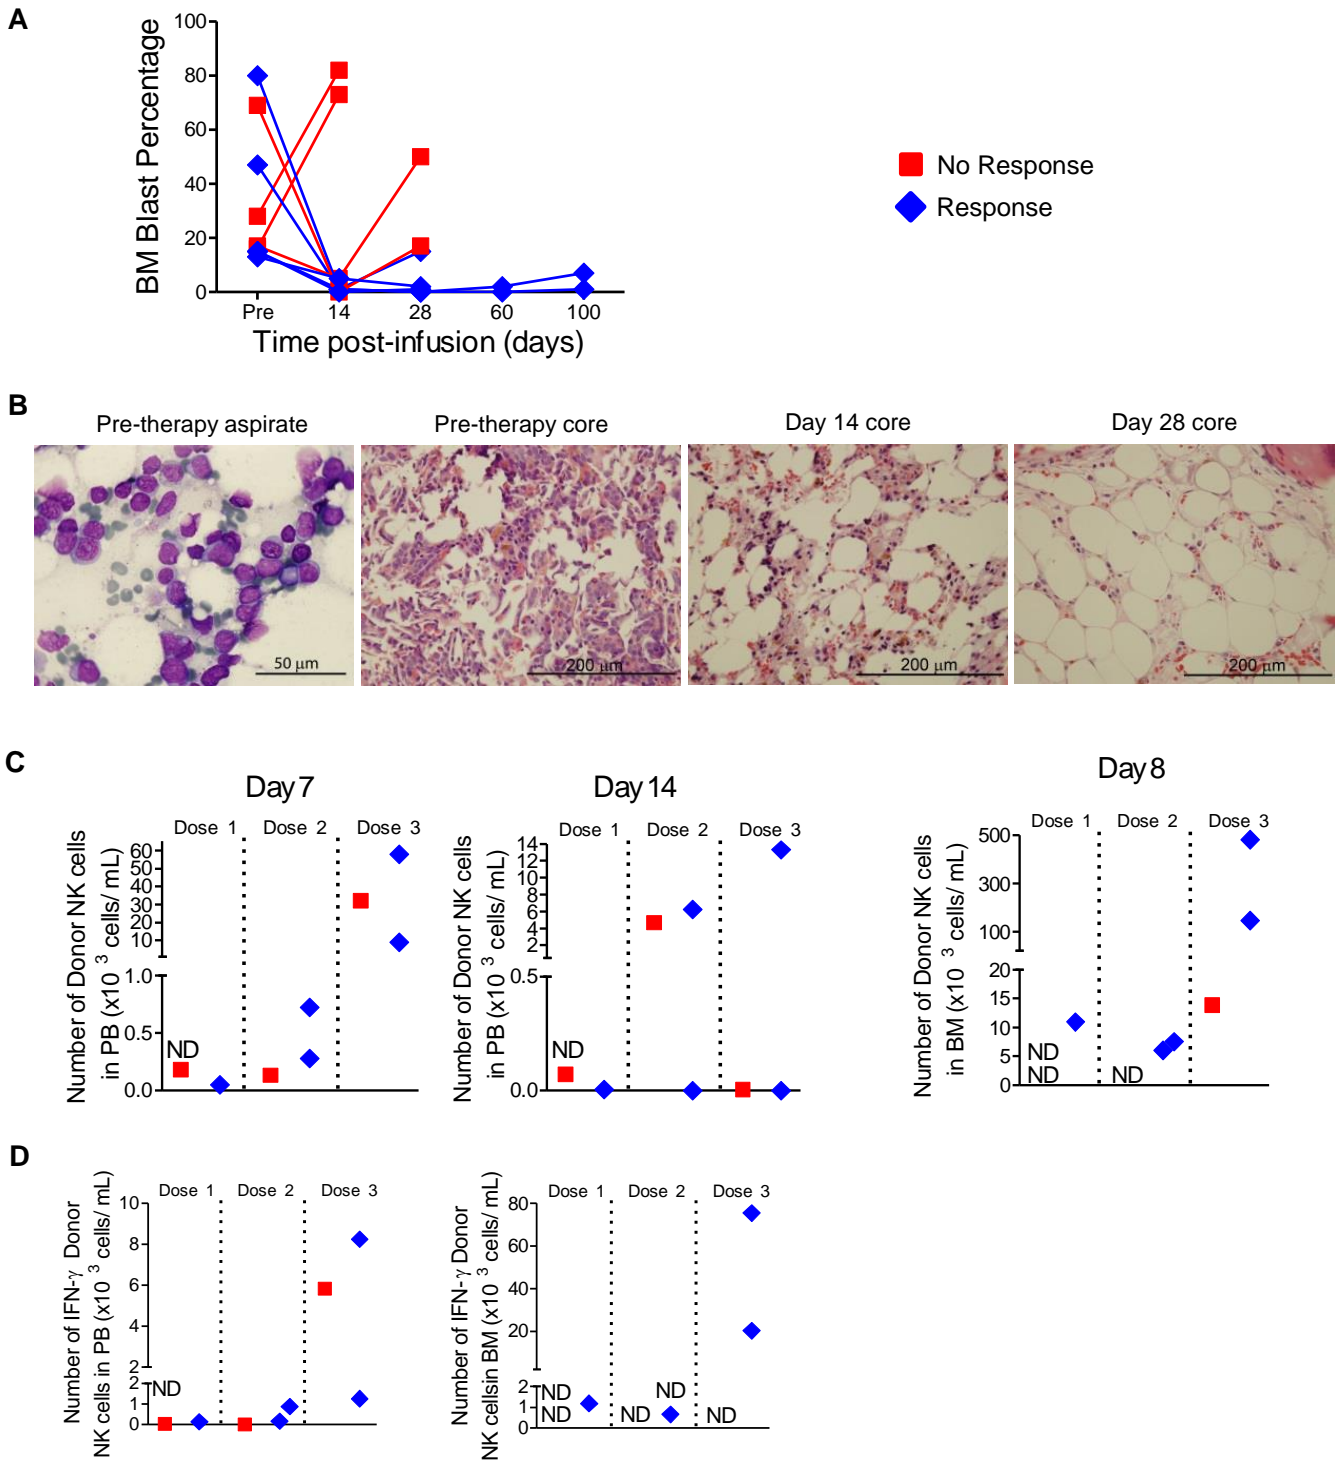 A
BM Blast Percentage
100
80
60
40
20
0
Pre 14 28 60 100
Time post-infusion (days)
No Response
Response
B
Pre-therapy aspirate
Pre-therapy core
Day 14 core
Day 28 core
50 μm
200 μm
200 μm
200 μm
C
Day 7
Number of Donor NK cells
in PB (x10 3 cells/ mL)
Dose 1 Dose 2 Dose 3
60
50
40
30
20
10
1.0
0.5
0.0
ND
Day 14
Number of Donor NK cells
in PB (x10 3 cells/ mL)
Dose 1 Dose 2 Dose 3
14
12
10
8
6
4
2
0.5
0.0
ND
Day 8
Number of Donor NK cells
in BM (x10 3 cells/ mL)
Dose 1 Dose 2 Dose 3
500
300
100
20
15
10
5
0
ND
ND
ND
D
Number of IFN-γ Donor
NK cells in PB (x10 3 cells/ mL)
Dose 1 Dose 2 Dose 3
10
8
6
4
2
2
1
0
ND
Number of IFN-γ Donor
NK cellsin BM (x10 3 cells/ mL)
Dose 1 Dose 2 Dose 3
80
60
40
20
2
1
0
ND
ND
ND
ND
ND